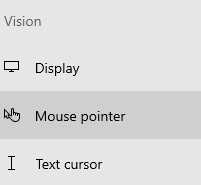 Vision
Display
Mouse pointer
Text cursor